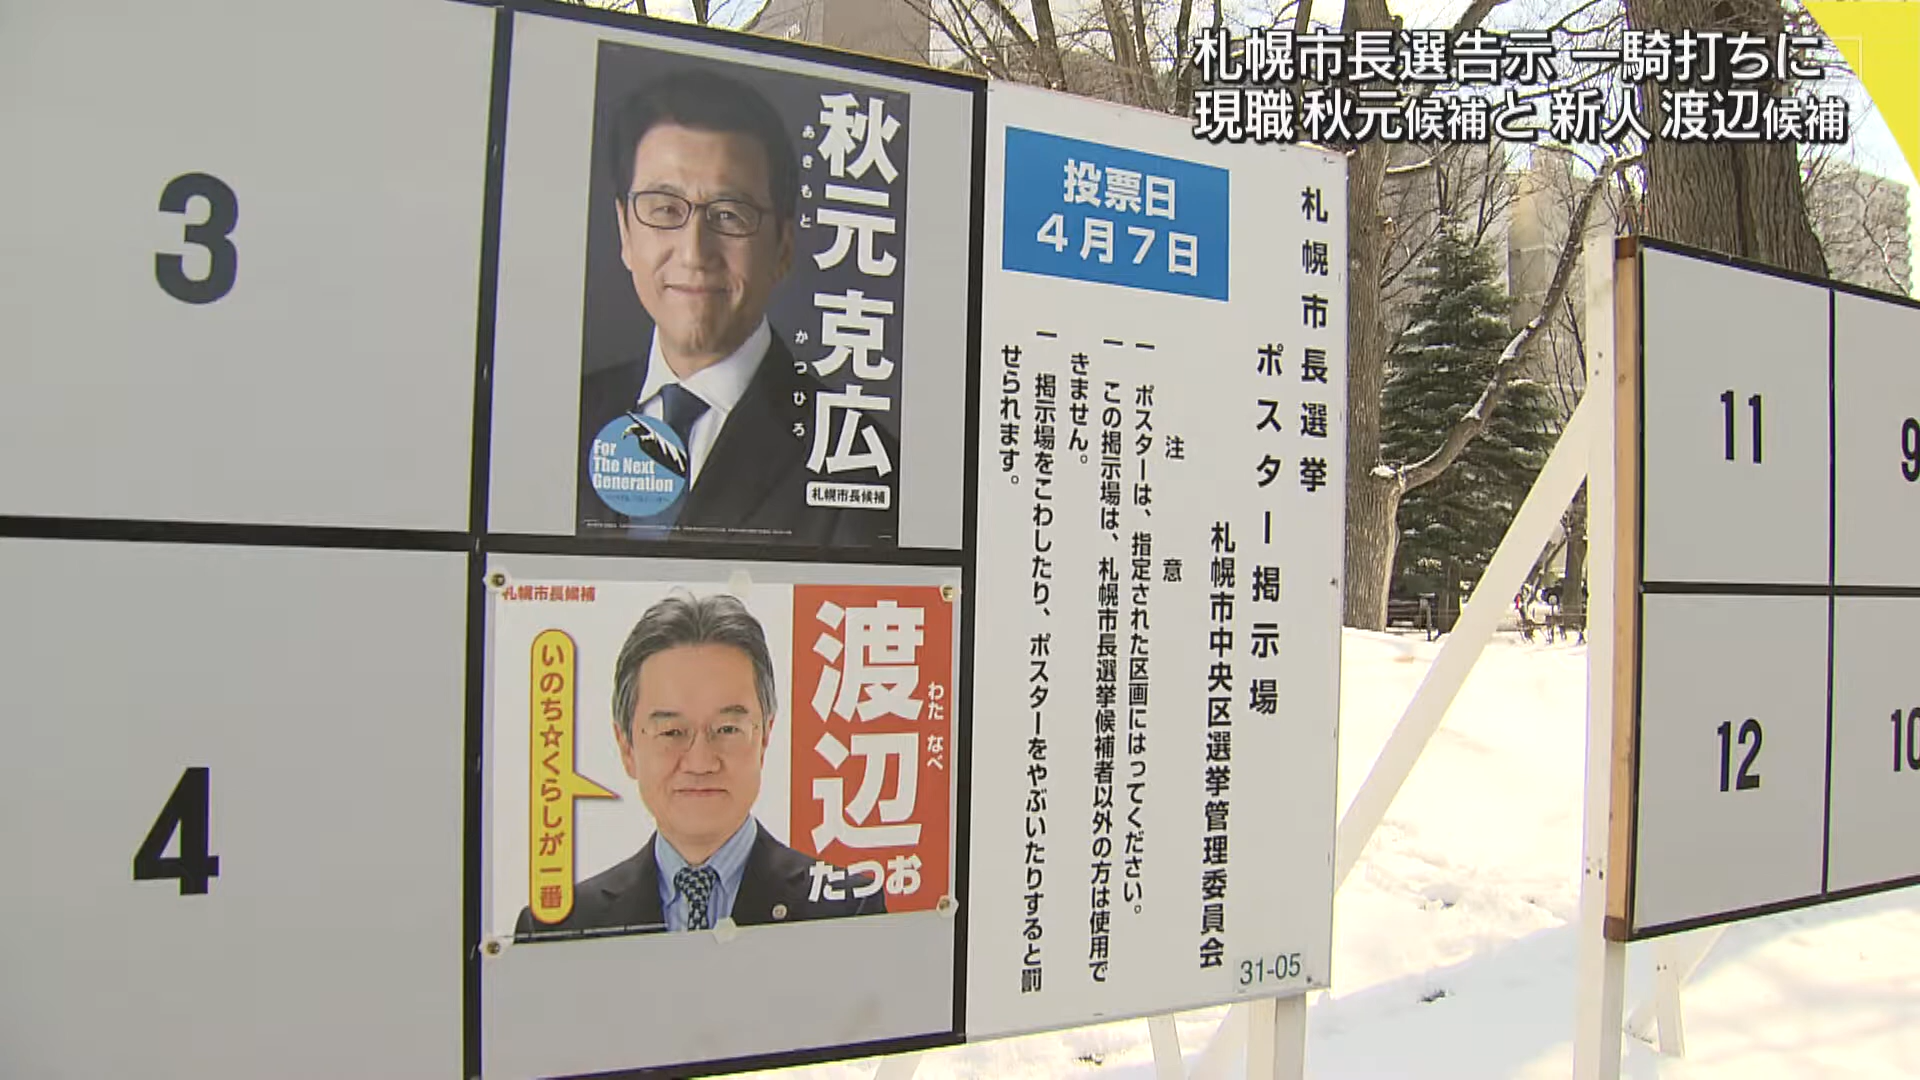 札幌市長選告示 一騎打ちに
現職 秋元候補と 新人 渡辺候補
札幌市長選挙
ポスター掲示場
札幌市中央区選挙管理委員会
投票日
4月7日
注意
一 ポスターは、指定された区画にはってください。
一 この掲示場は、札幌市長選挙候補者以外の方は使用で
きません。
一 掲示場をこわしたり、ポスターをやぶいたりすると罰
せられます。
31-05
3
秋元克広
あきもと
かつひろ
For
The Next
Generation
札幌市長候補
4
札幌市長候補
渡辺
わたなべ
たつお
いのち☆くらしが一番
11
9
12
10